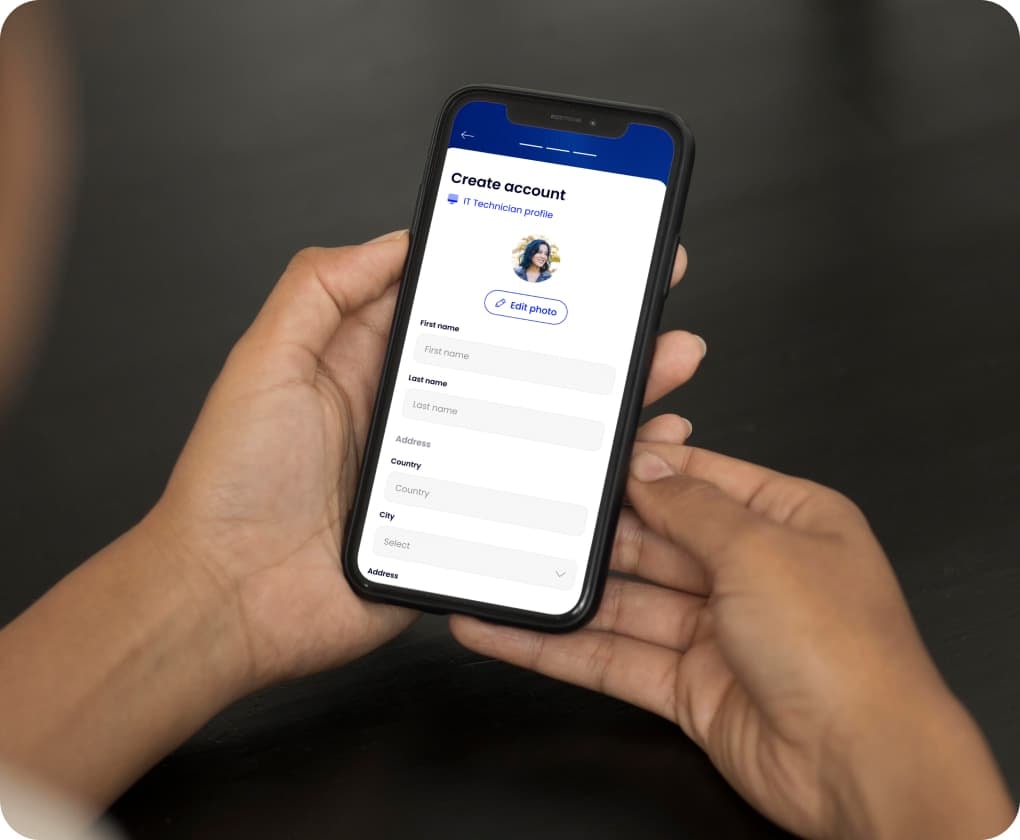 Create account
IT Technician profile
Edit photo
First name
First name
Last name
Last name
Address
Country
Country
City
Select
Address